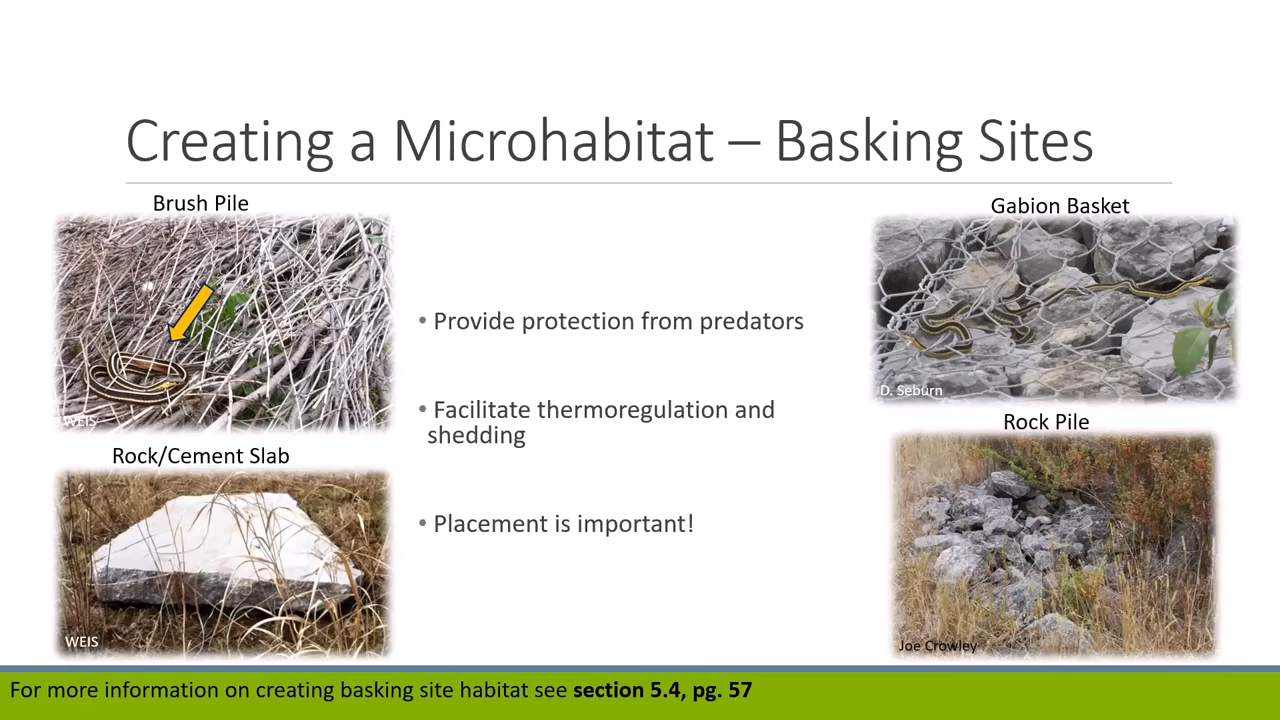 Creating a Microhabitat – Basking Sites
Brush Pile
WEIS
Rock/Cement Slab
WEIS
• Provide protection from predators
• Facilitate thermoregulation and
shedding
• Placement is important!
Gabion Basket
D. Seburn
Rock Pile
Joe Crowley
For more information on creating basking site habitat see section 5.4, pg. 57